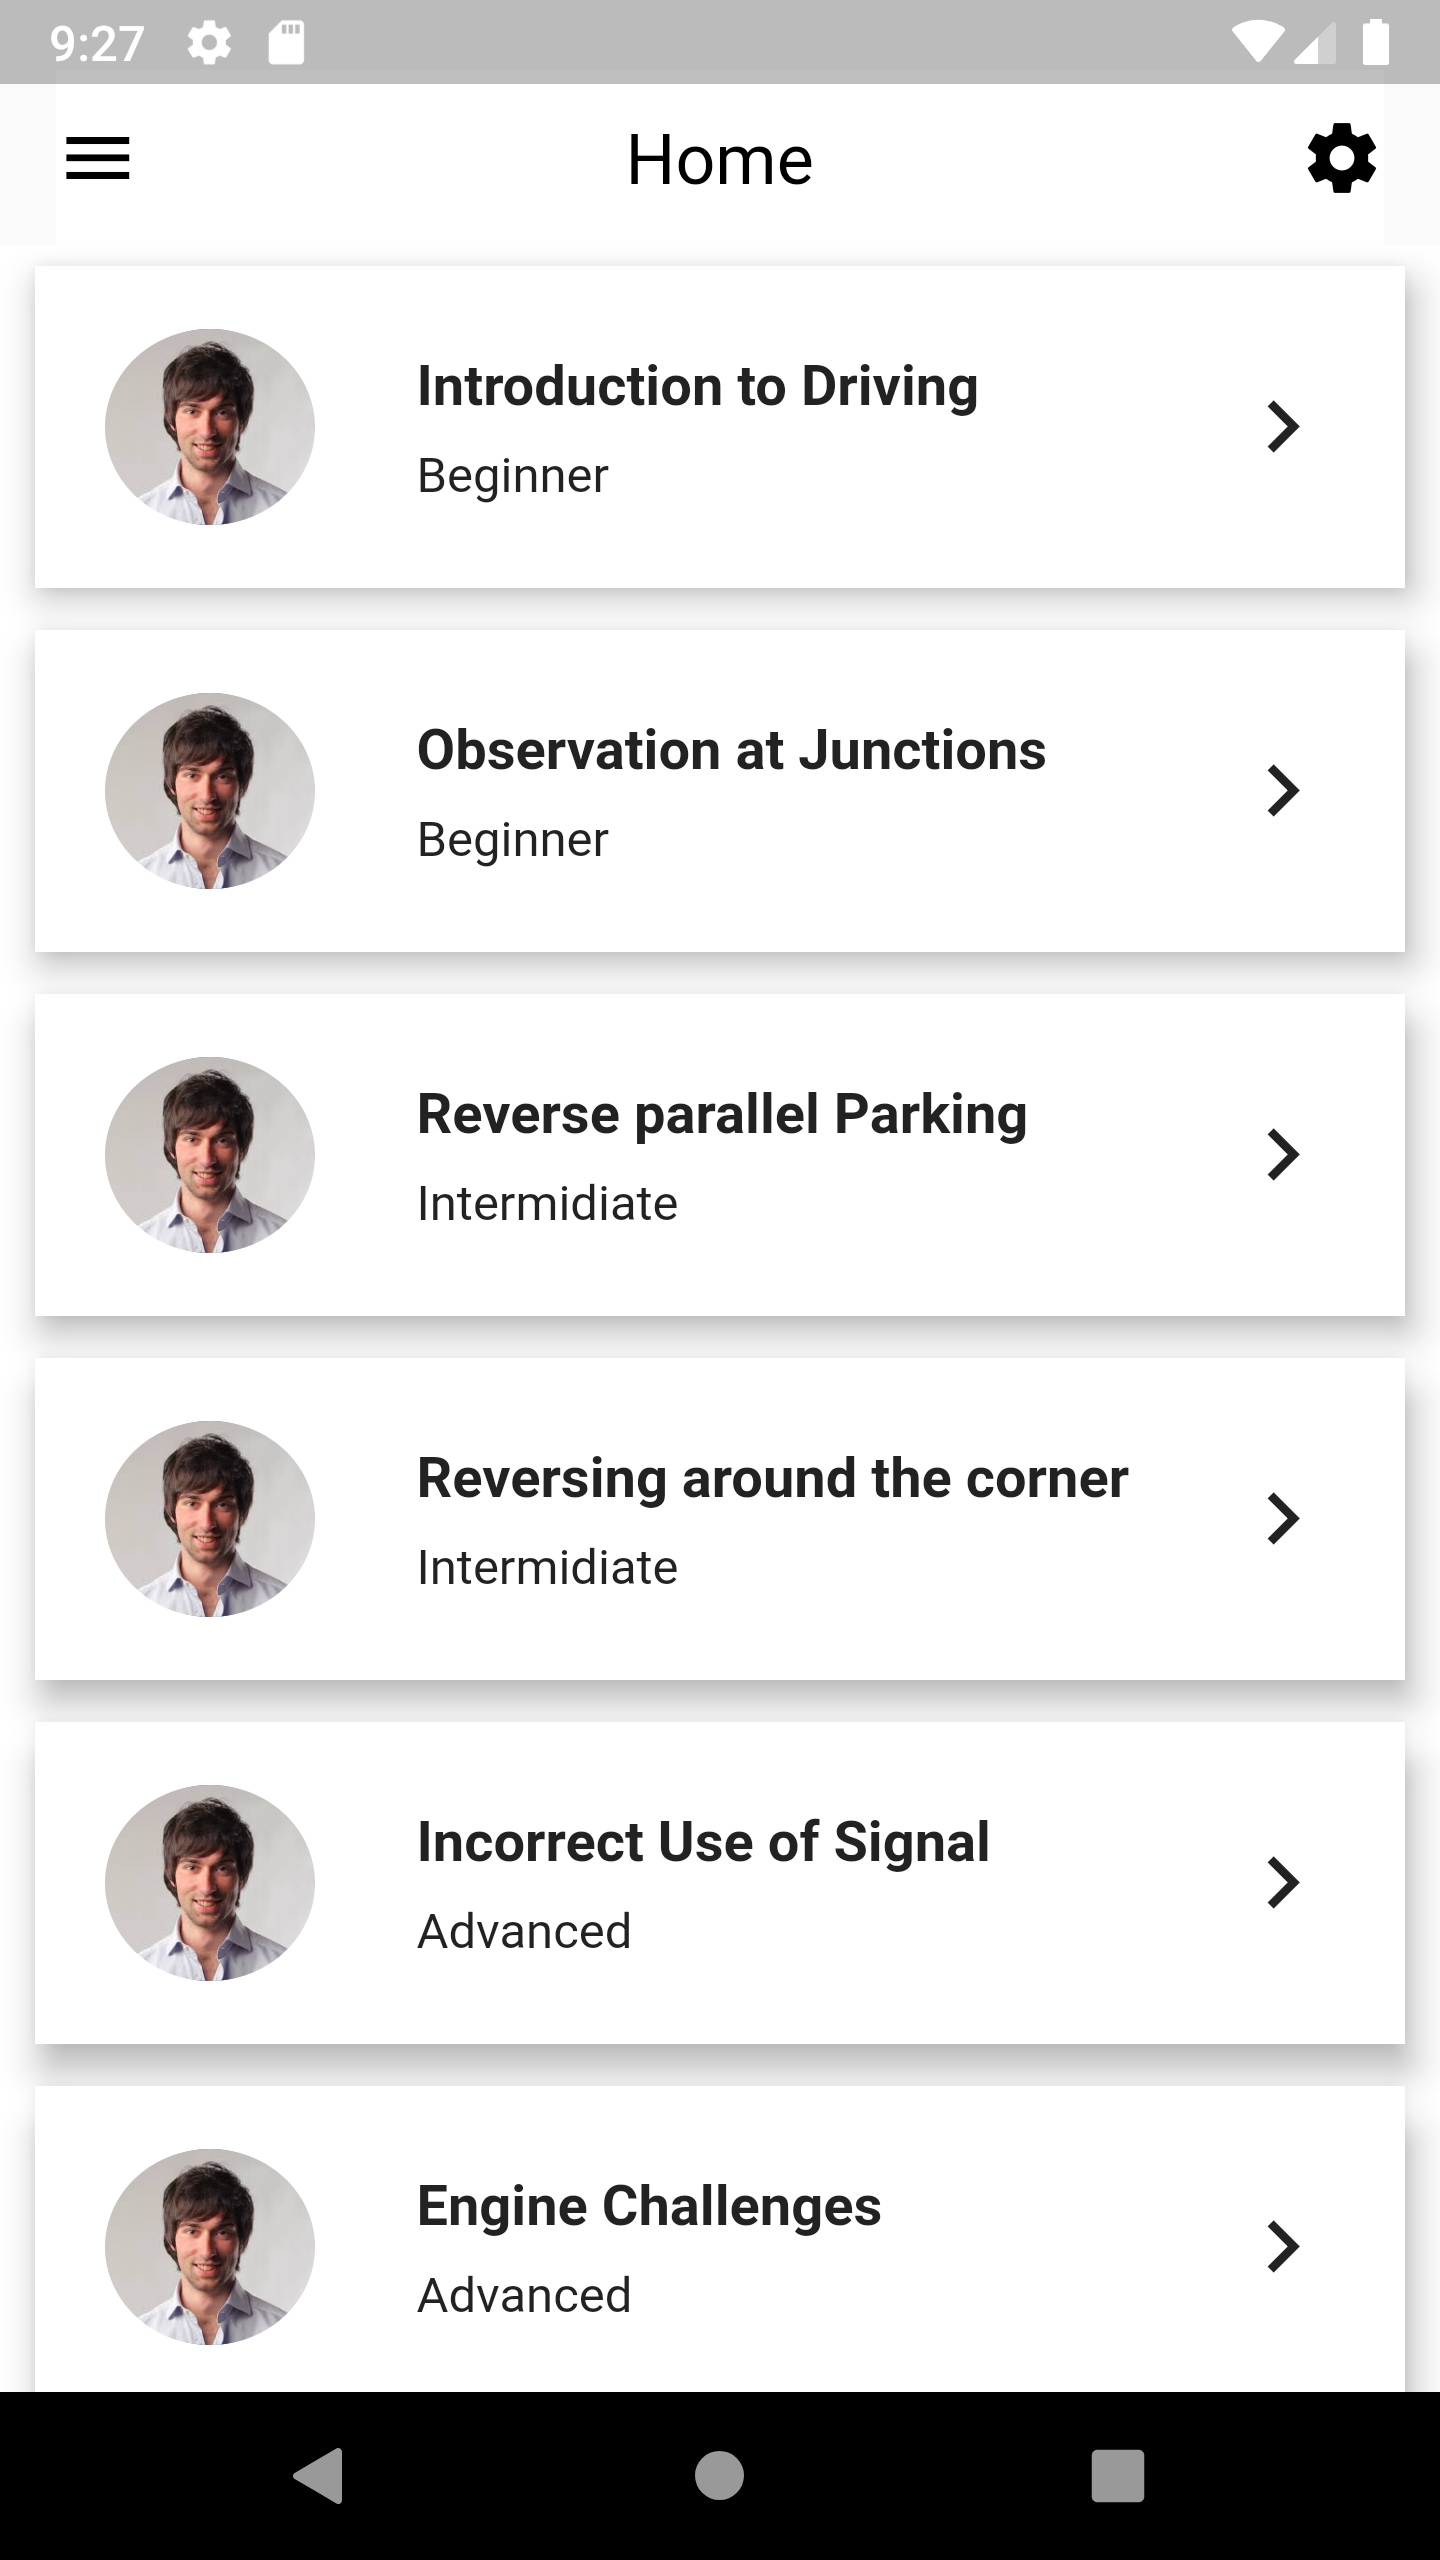 9:27
Home
Introduction to Driving
Beginner
Observation at Junctions
Beginner
Reverse parallel Parking
Intermidiate
Reversing around the corner
Intermidiate
Incorrect Use of Signal
Advanced
Engine Challenges
Advanced